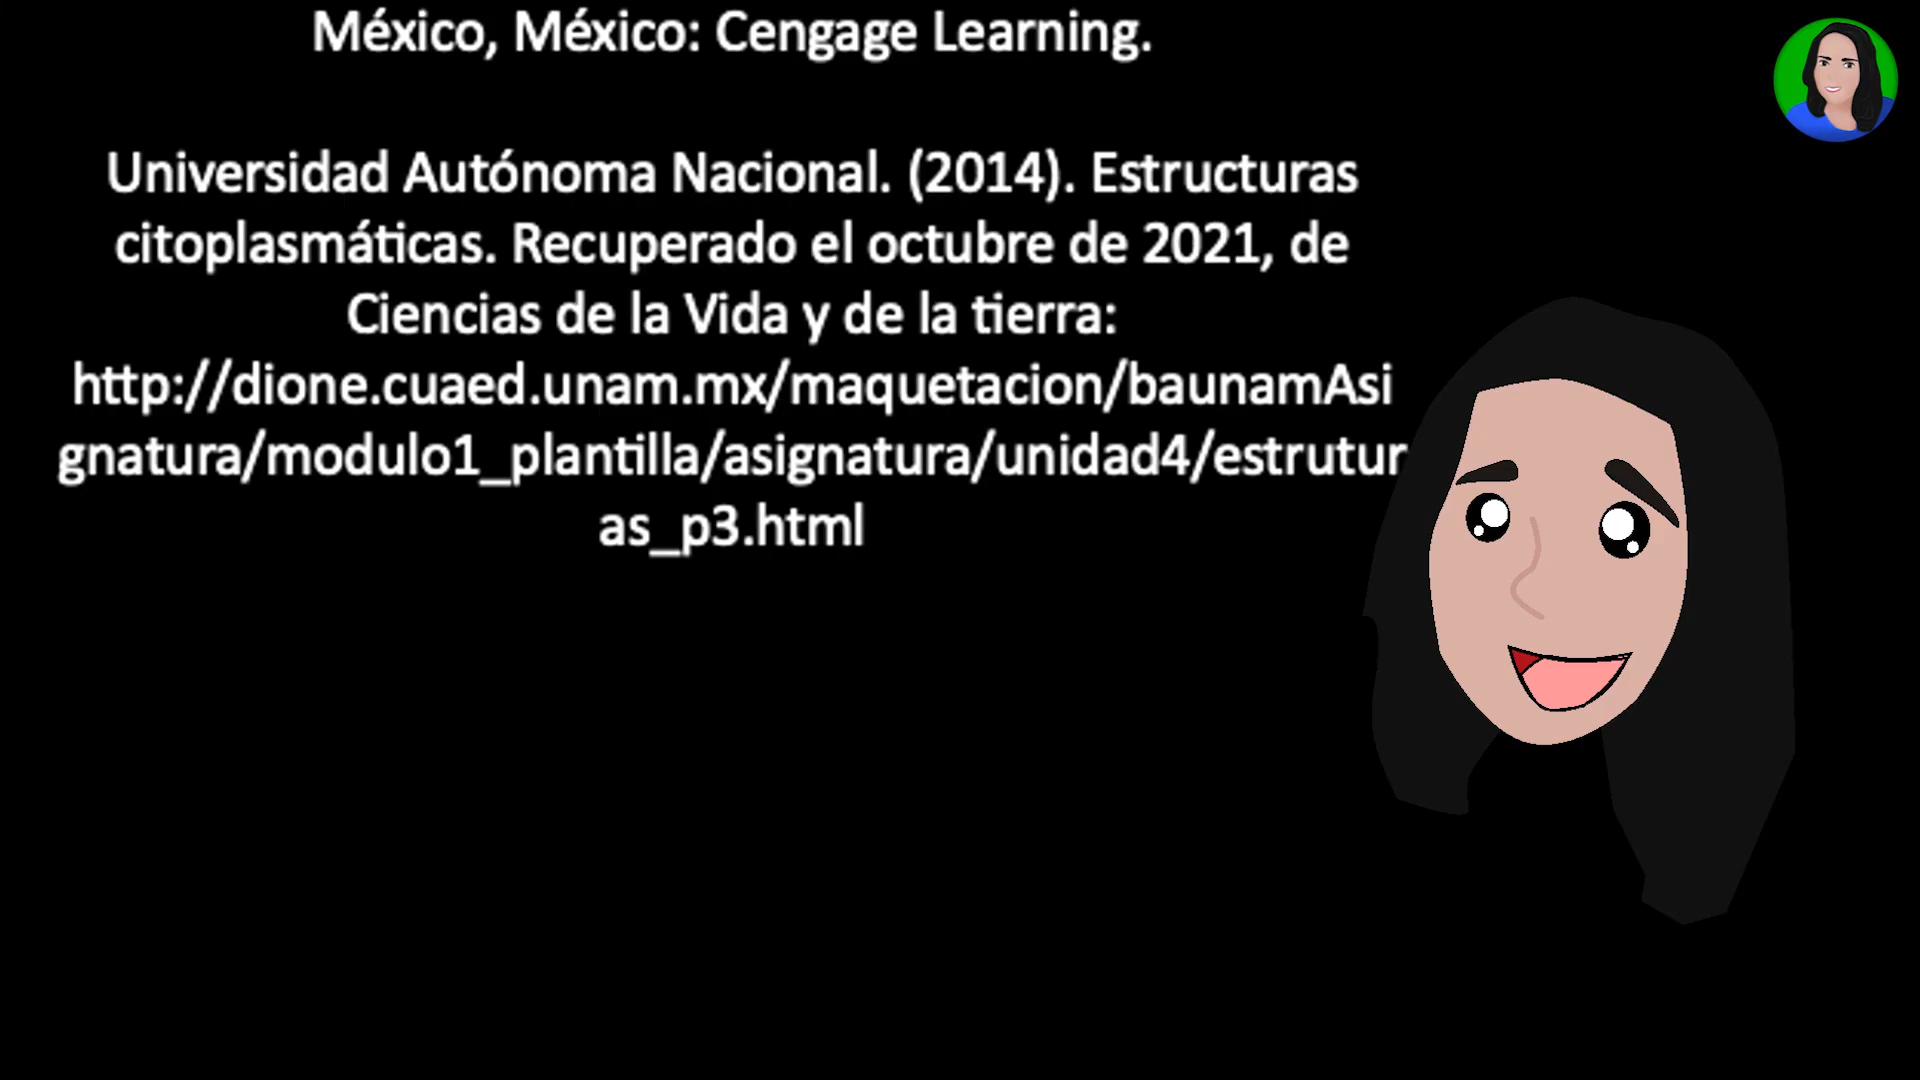 México, México: Cengage Learning.
Universidad Autónoma Nacional. (2014). Estructuras
citoplasmáticas. Recuperado el octubre de 2021, de
Ciencias de la Vida y de la tierra:
http://dione.cuaed.unam.mx/maquetacion/baunamAsi
gnatura/modulo1_plantilla/asignatura/unidad4/estrutur
as_p3.html